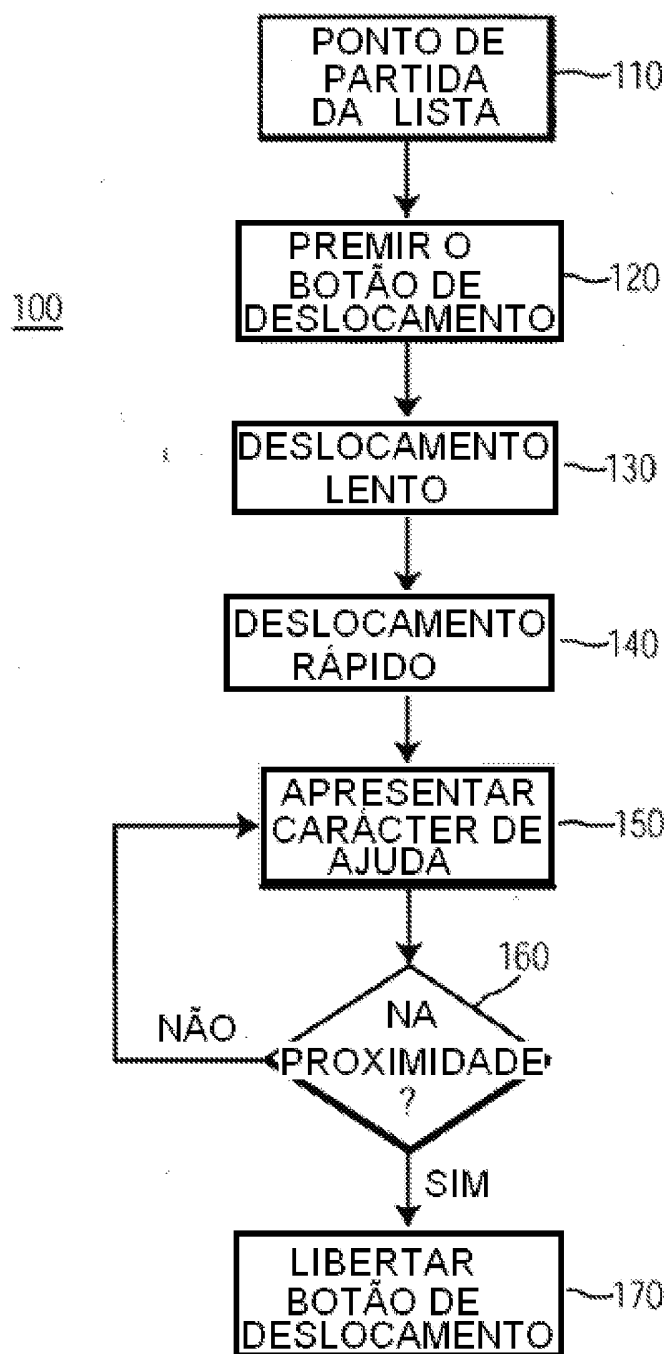 PONTO DE
PARTIDA
DA LISTA
110
PREMIR O
BOTÃO DE
DESLOCAMENTO
120
100
DESLOCAMENTO
LENTO
130
DESLOCAMENTO
RÁPIDO
140
APRESENTAR
CARÁCTER DE
AJUDA
150
160
NÃO
NA
PROXIMIDADE
?
SIM
LIBERTAR
BOTÃO DE
DESLOCAMENTO
170